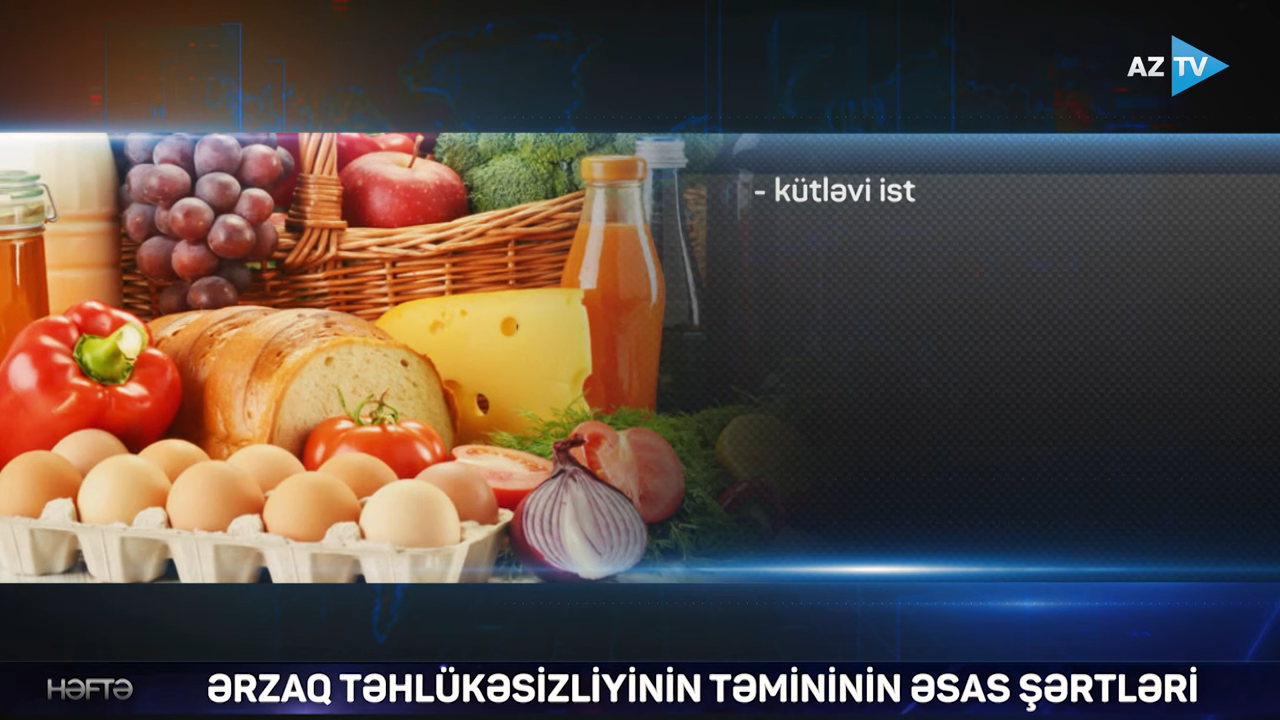 AZ TV
- kütləvi ist
HƏFTƏ
ƏRZAQ TƏHLÜKƏSİZLİYİNİN TƏMİNİNİN ƏSAS ŞƏRTLƏRİ